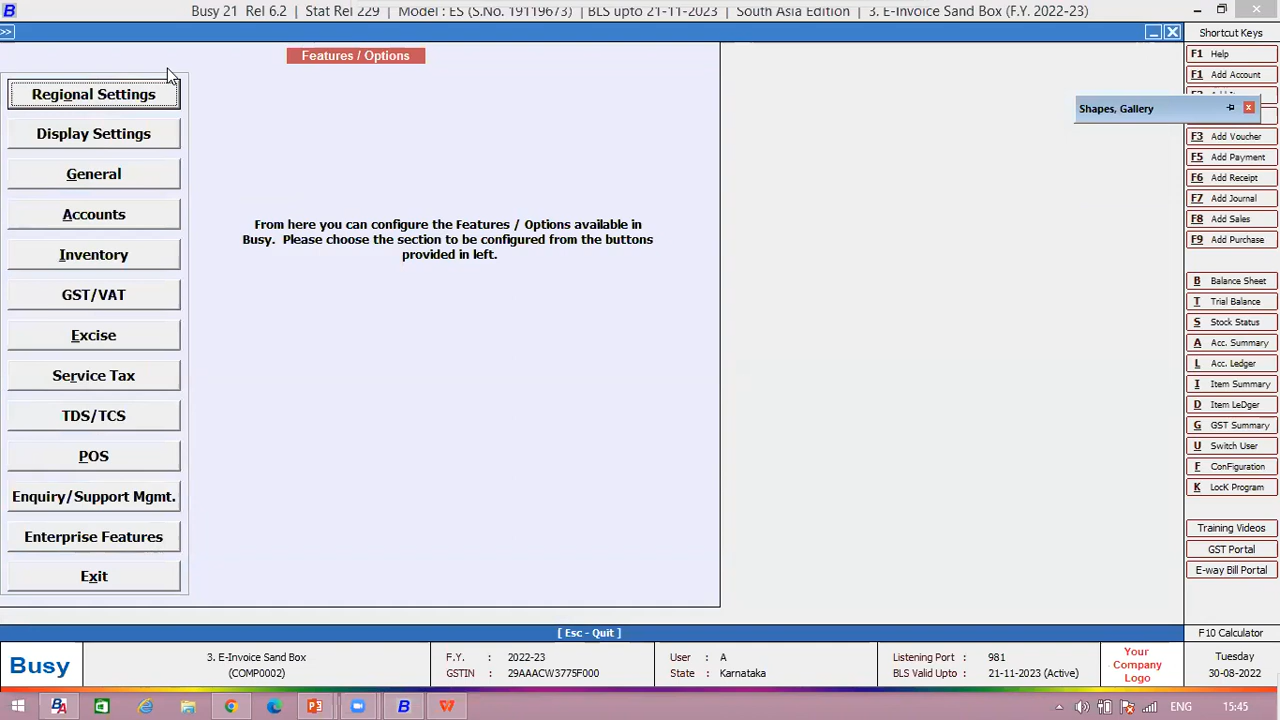 Busy 21 Rel 6.2 | Stat Rel 229 | Model : ES (S.No. 19119673) | BLS upto 21-11-2023 | South Asia Edition | 3. E-Invoice Sand Box (F.Y. 2022-23)
>>
Shortcut Keys
Features / Options
F1 Help
F1 Add Account
Shapes, Gallery
F3 Add Voucher
F5 Add Payment
F6 Add Receipt
F7 Add Journal
F8 Add Sales
F9 Add Purchase
B Balance Sheet
T Trial Balance
S Stock Status
A Acc. Summary
L Acc. Ledger
I Item Summary
D Item LeDger
G GST Summary
U Switch User
F ConFiguration
K LocK Program
Training Videos
GST Portal
E-way Bill Portal
Regional Settings
Display Settings
General
Accounts
Inventory
GST/VAT
Excise
Service Tax
TDS/TCS
POS
Enquiry/Support Mgmt.
Enterprise Features
Exit
From here you can configure the Features / Options available in
Busy. Please choose the section to be configured from the buttons
provided in left.
[ Esc - Quit ]
F10 Calculator
Busy
3. E-Invoice Sand Box
(COMP0002)
F.Y. : 2022-23
GSTIN : 29AAACW3775F000
User : A
State : Karnataka
Listening Port : 981
BLS Valid Upto : 21-11-2023 (Active)
Your
Company
Logo
Tuesday
30-08-2022
ENG
15:45